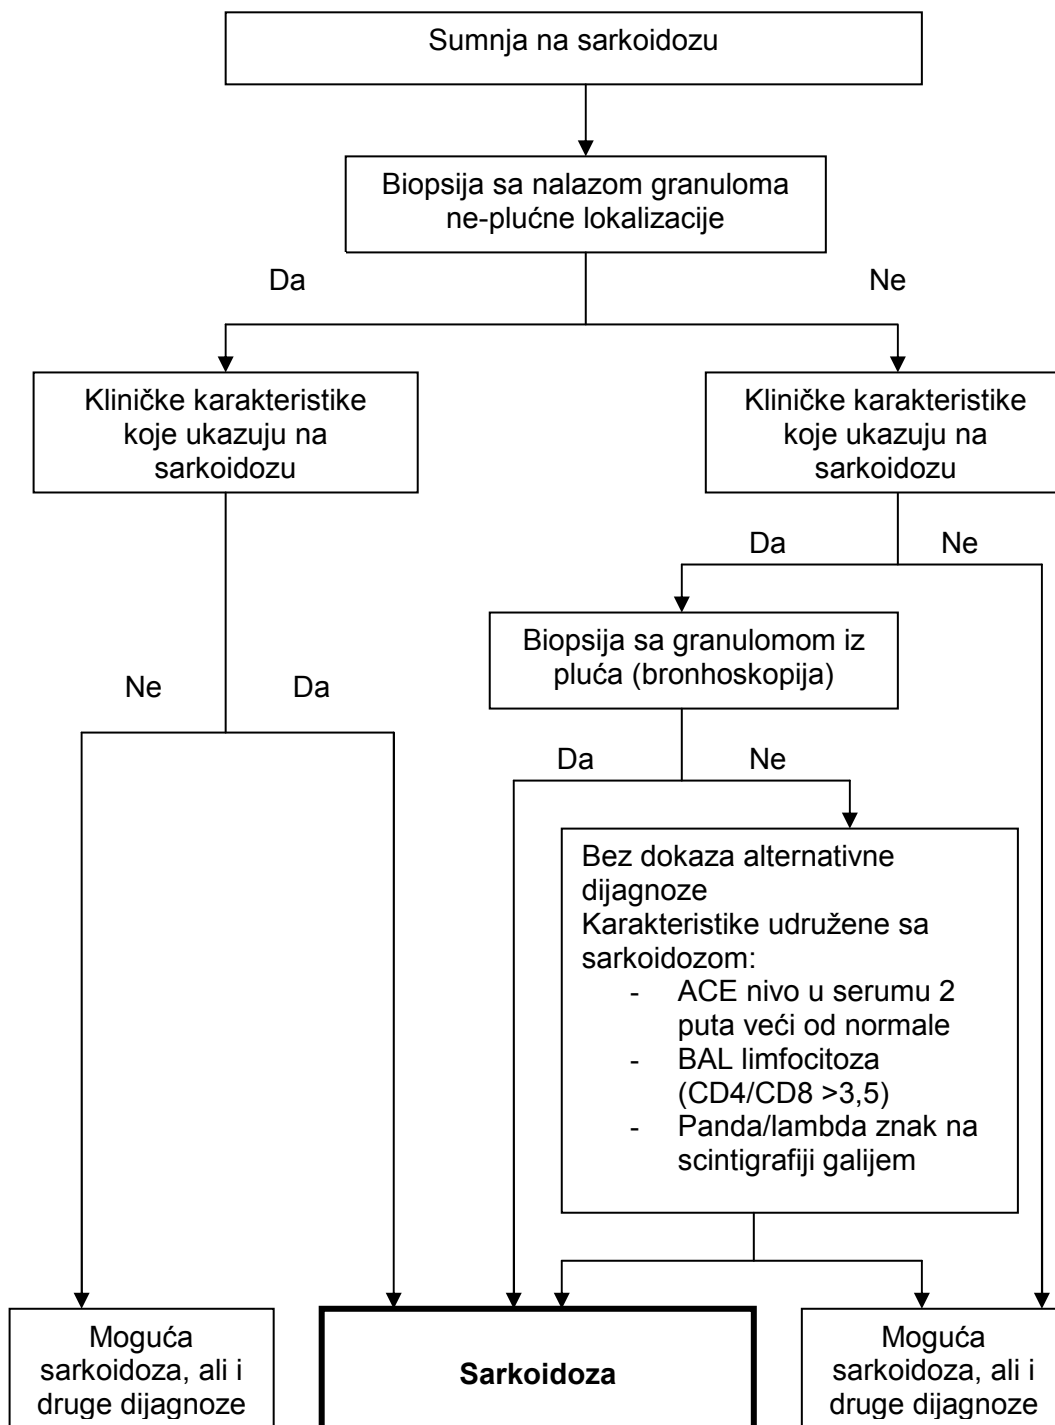 Sumnja na sarkoidozu
Biopsija sa nalazom granuloma
ne-plućne lokalizacije
Da
Ne
Kliničke karakteristike
koje ukazuju na
sarkoidozu
Kliničke karakteristike
koje ukazuju na
sarkoidozu
Da
Ne
Biopsija sa granulomom iz
pluća (bronhoskopija)
Ne
Da
Da
Ne
Bez dokaza alternativne
dijagnoze
Karakteristike udružene sa
sarkoidozom:
- ACE nivo u serumu 2
puta veći od normale
- BAL limfocitoza
(CD4/CD8 >3,5)
- Panda/lambda znak na
scintigrafiji galijem
Moguća
sarkoidoza, ali i
druge dijagnoze
Sarkoidoza
Moguća
sarkoidoza, ali i
druge dijagnoze